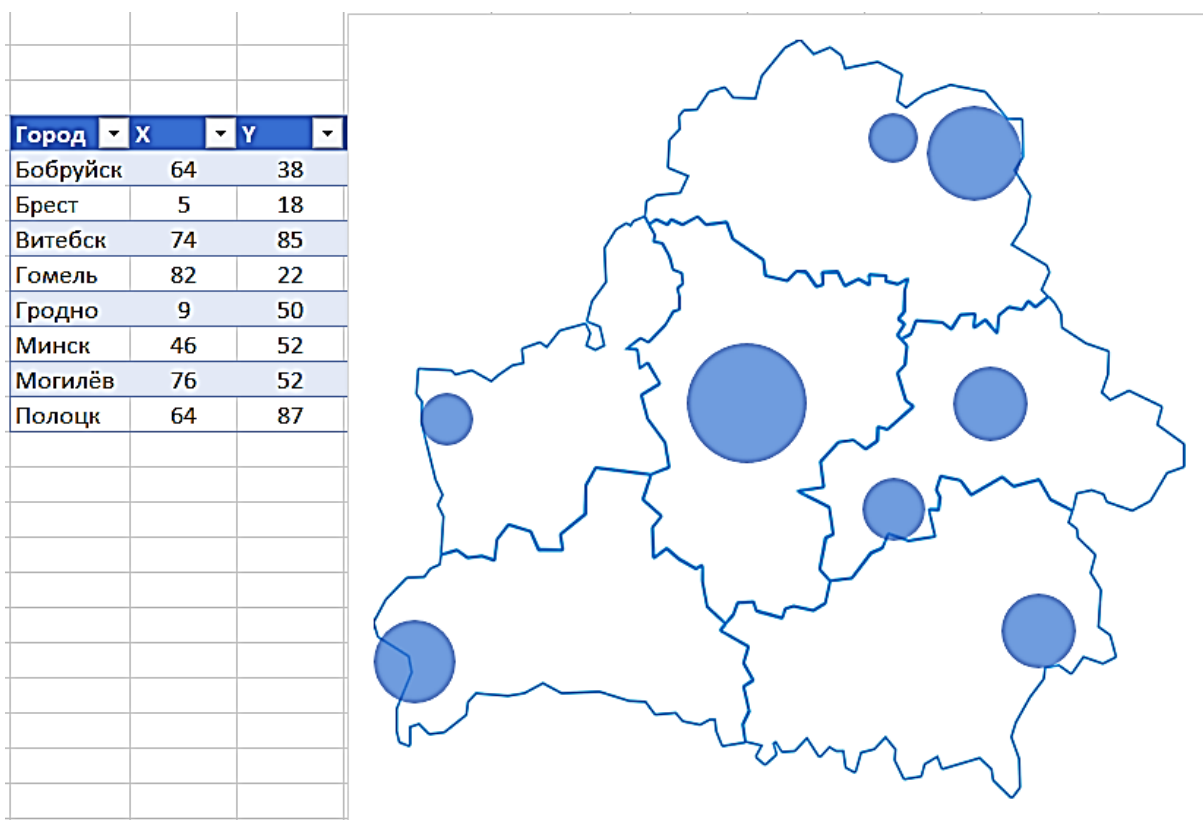 Город X Y
Бобруйск 64 38
Брест 5 18
Витебск 74 85
Гомель 82 22
Гродно 9 50
Минск 46 52
Могилёв 76 52
Полоцк 64 87